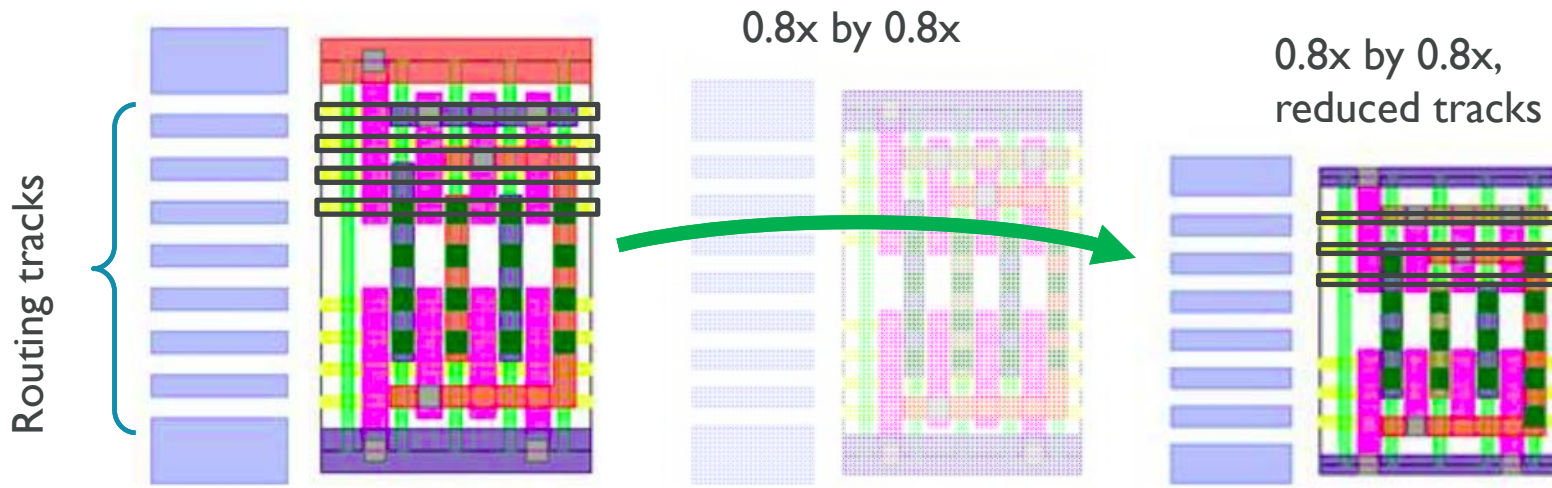 Routing tracks
0.8x by 0.8x
0.8x by 0.8x,
reduced tracks